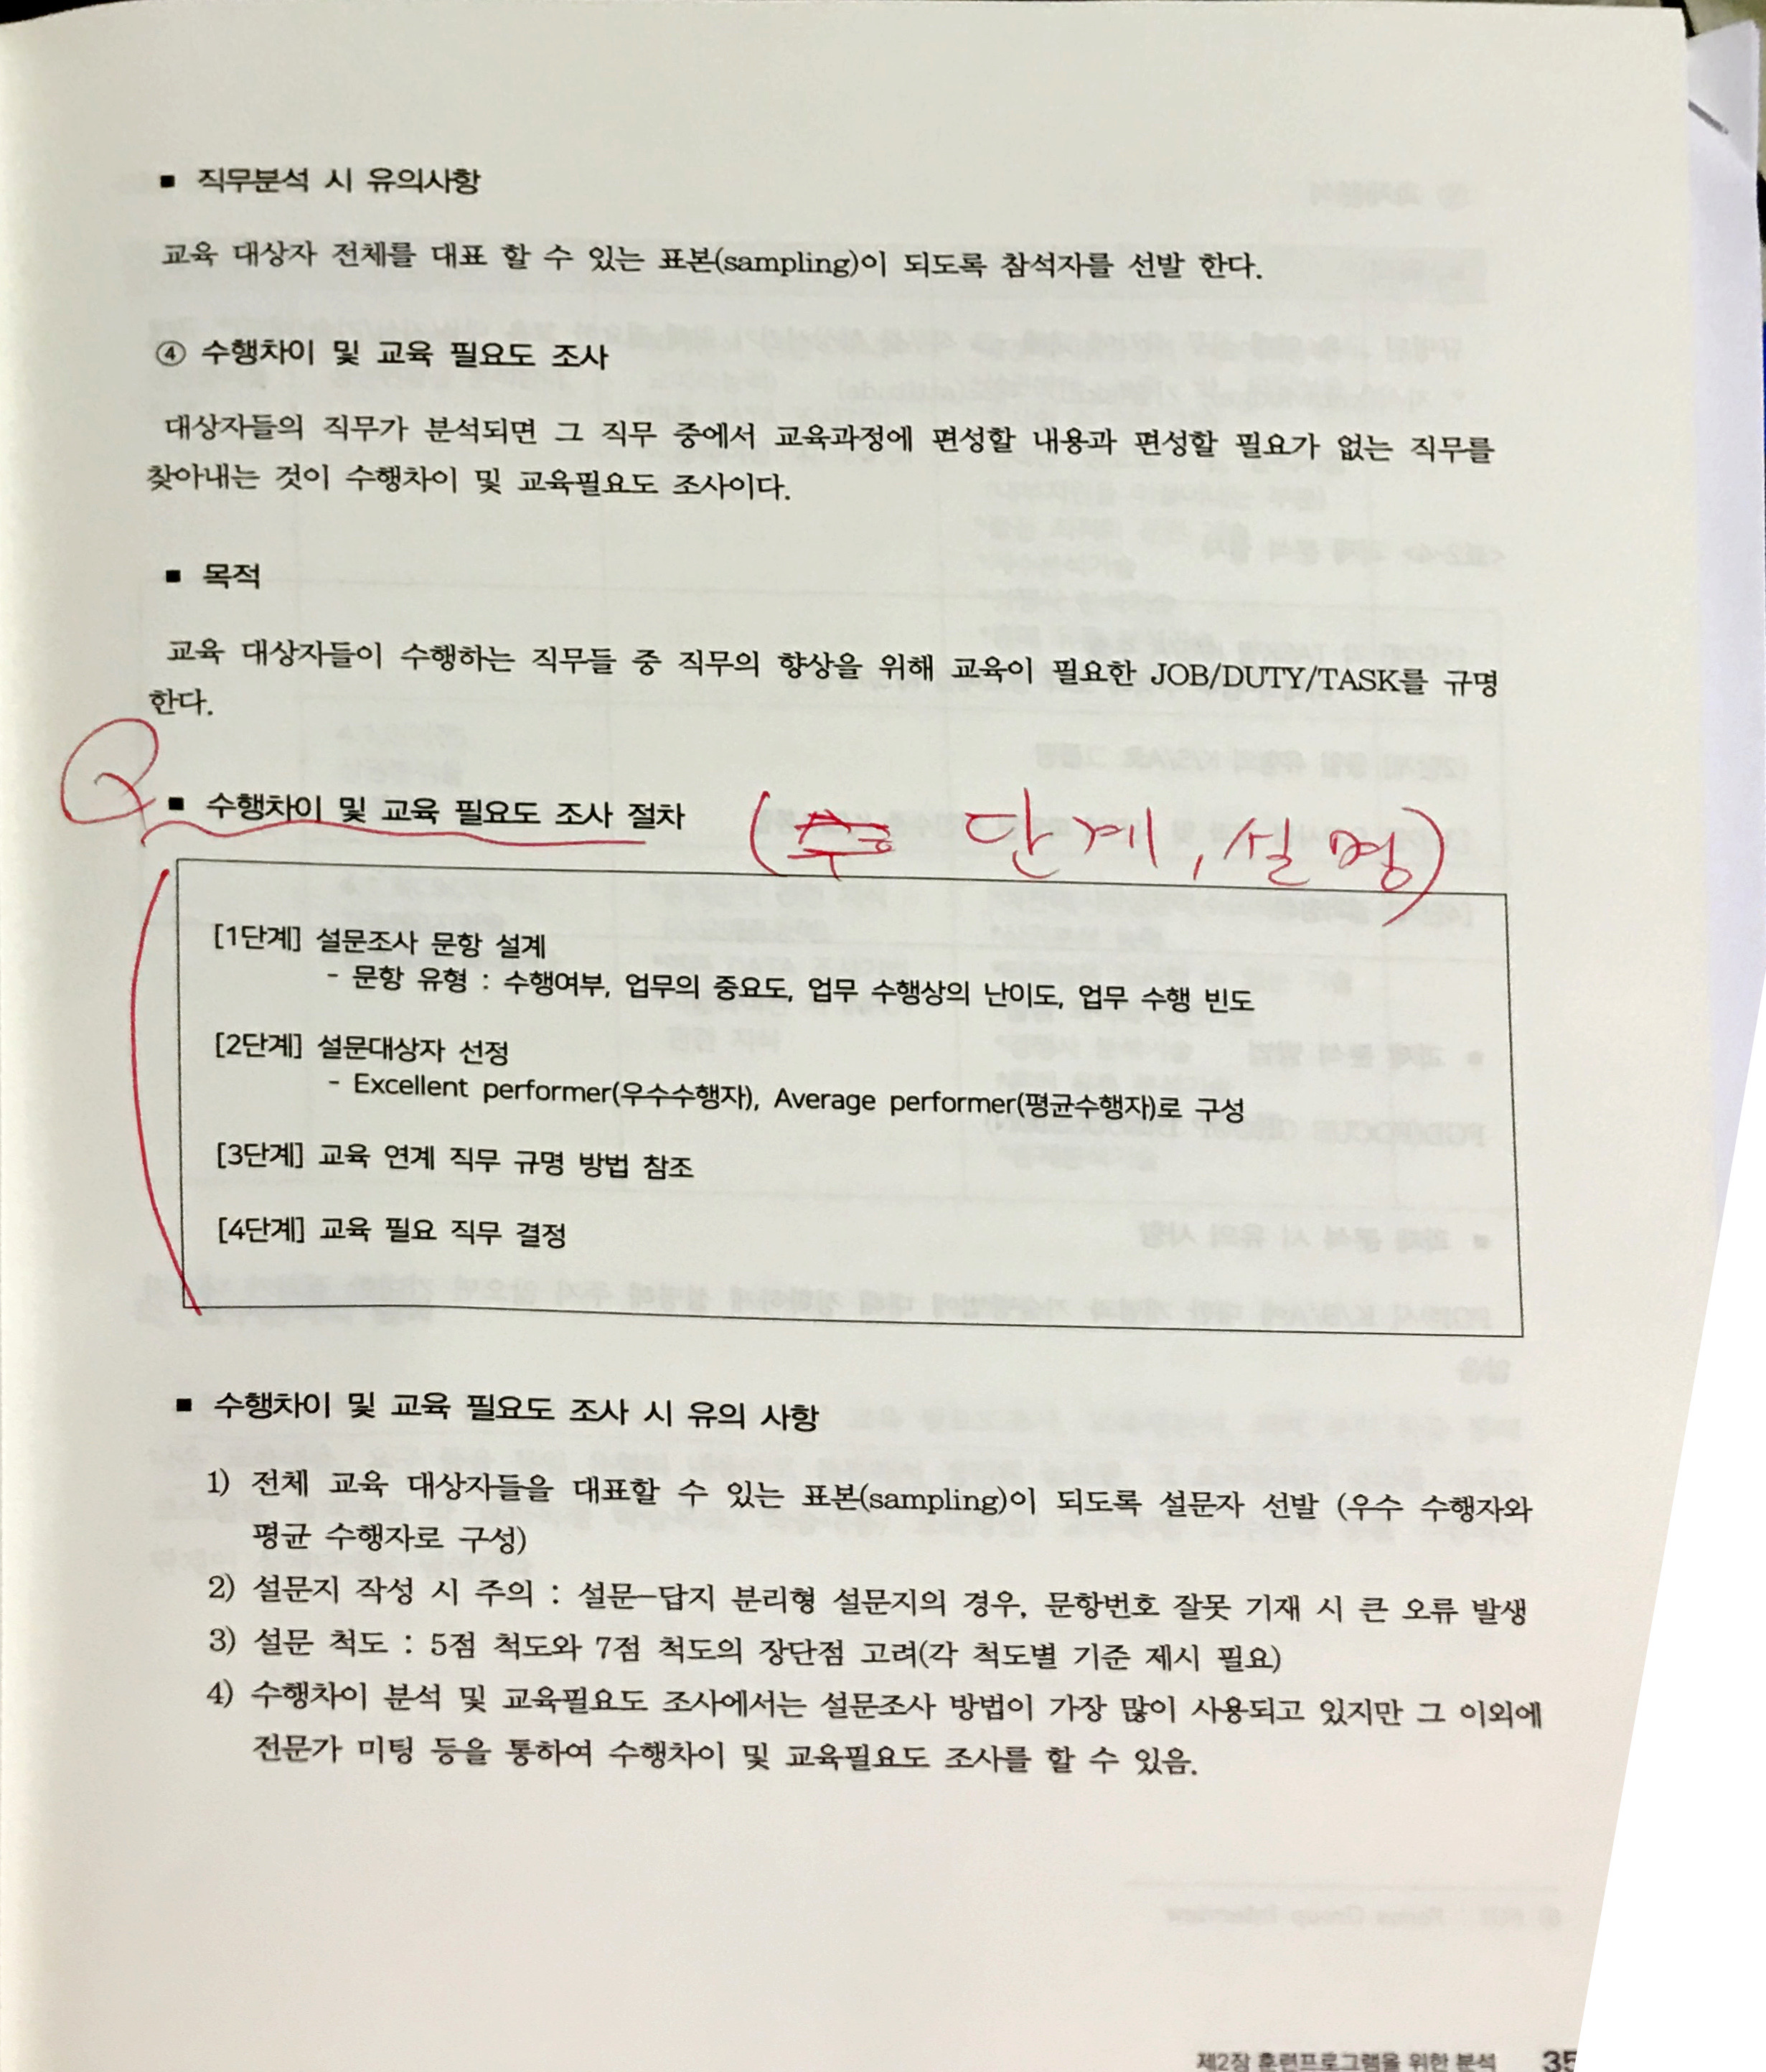 ■ 직무분석 시 유의사항
교육 대상자 전체를 대표 할 수 있는 표본(sampling)이 되도록 참석자를 선발 한다.
④ 수행차이 및 교육 필요도 조사
대상자들의 직무가 분석되면 그 직무 중에서 교육과정에 편성할 내용과 편성할 필요가 없는 직무를
찾아내는 것이 수행차이 및 교육필요도 조사이다.
■ 목적
교육 대상자들이 수행하는 직무들 중 직무의 향상을 위해 교육이 필요한 JOB/DUTY/TASK를 규명
한다.
■ 수행차이 및 교육 필요도 조사 절차 ( 단계, 설명)
[1단계] 설문조사 문항 설계
- 문항 유형 : 수행여부, 업무의 중요도, 업무 수행상의 난이도, 업무 수행 빈도
[2단계] 설문대상자 선정
- Excellent performer(우수수행자), Average performer(평균수행자)로 구성
[3단계] 교육 연계 직무 규명 방법 참조
[4단계] 교육 필요 직무 결정
■ 수행차이 및 교육 필요도 조사 시 유의 사항
1) 전체 교육 대상자들을 대표할 수 있는 표본(sampling)이 되도록 설문자 선발 (우수 수행자와
평균 수행자로 구성)
2) 설문지 작성 시 주의 : 설문-답지 분리형 설문지의 경우, 문항번호 잘못 기재 시 큰 오류 발생
3) 설문 척도 : 5점 척도와 7점 척도의 장단점 고려(각 척도별 기준 제시 필요)
4) 수행차이 분석 및 교육필요도 조사에서는 설문조사 방법이 가장 많이 사용되고 있지만 그 이외에
전문가 미팅 등을 통하여 수행차이 및 교육필요도 조사를 할 수 있음.
제2장 훈련프로그램을 위한 분석 35